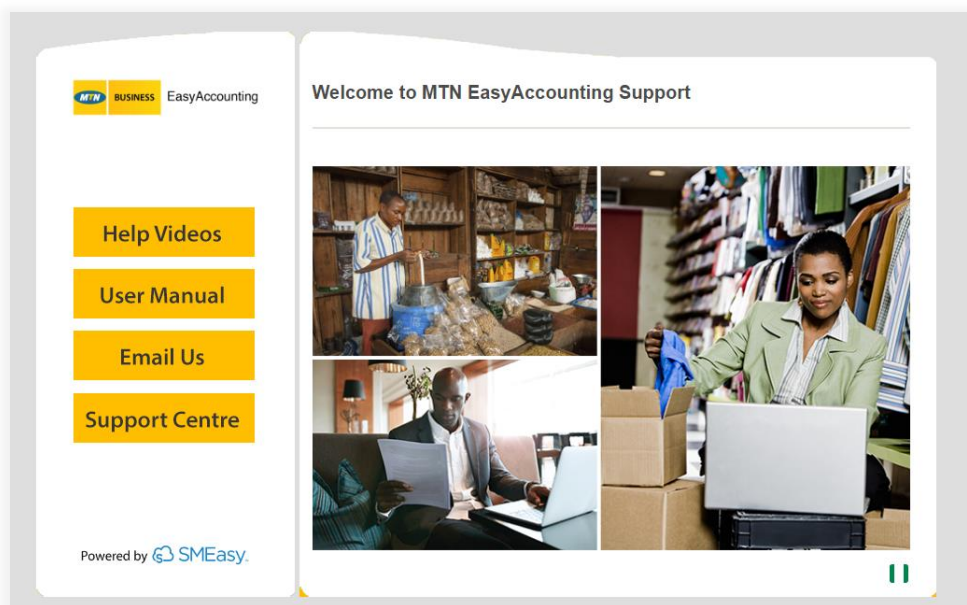 MTN BUSINESS EasyAccounting
Welcome to MTN EasyAccounting Support
Help Videos
User Manual
Email Us
Support Centre
Powered by SMEasy.